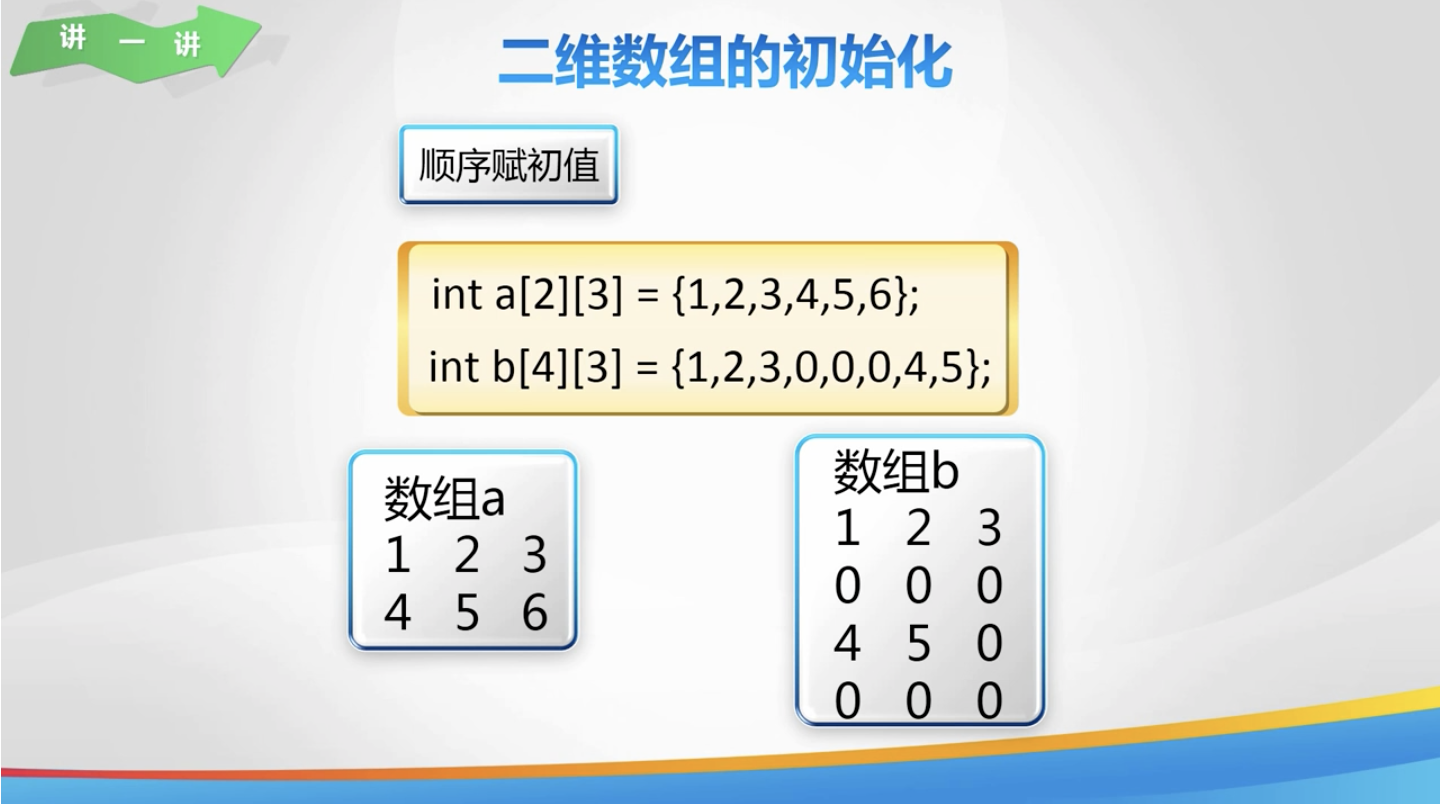 讲一讲
二维数组的初始化
顺序赋初值
int a[2][3] = {1,2,3,4,5,6};
int b[4][3] = {1,2,3,0,0,0,4,5};
数组a
1 2 3
4 5 6
数组b
1 2 3
0 0 0
4 5 0
0 0 0